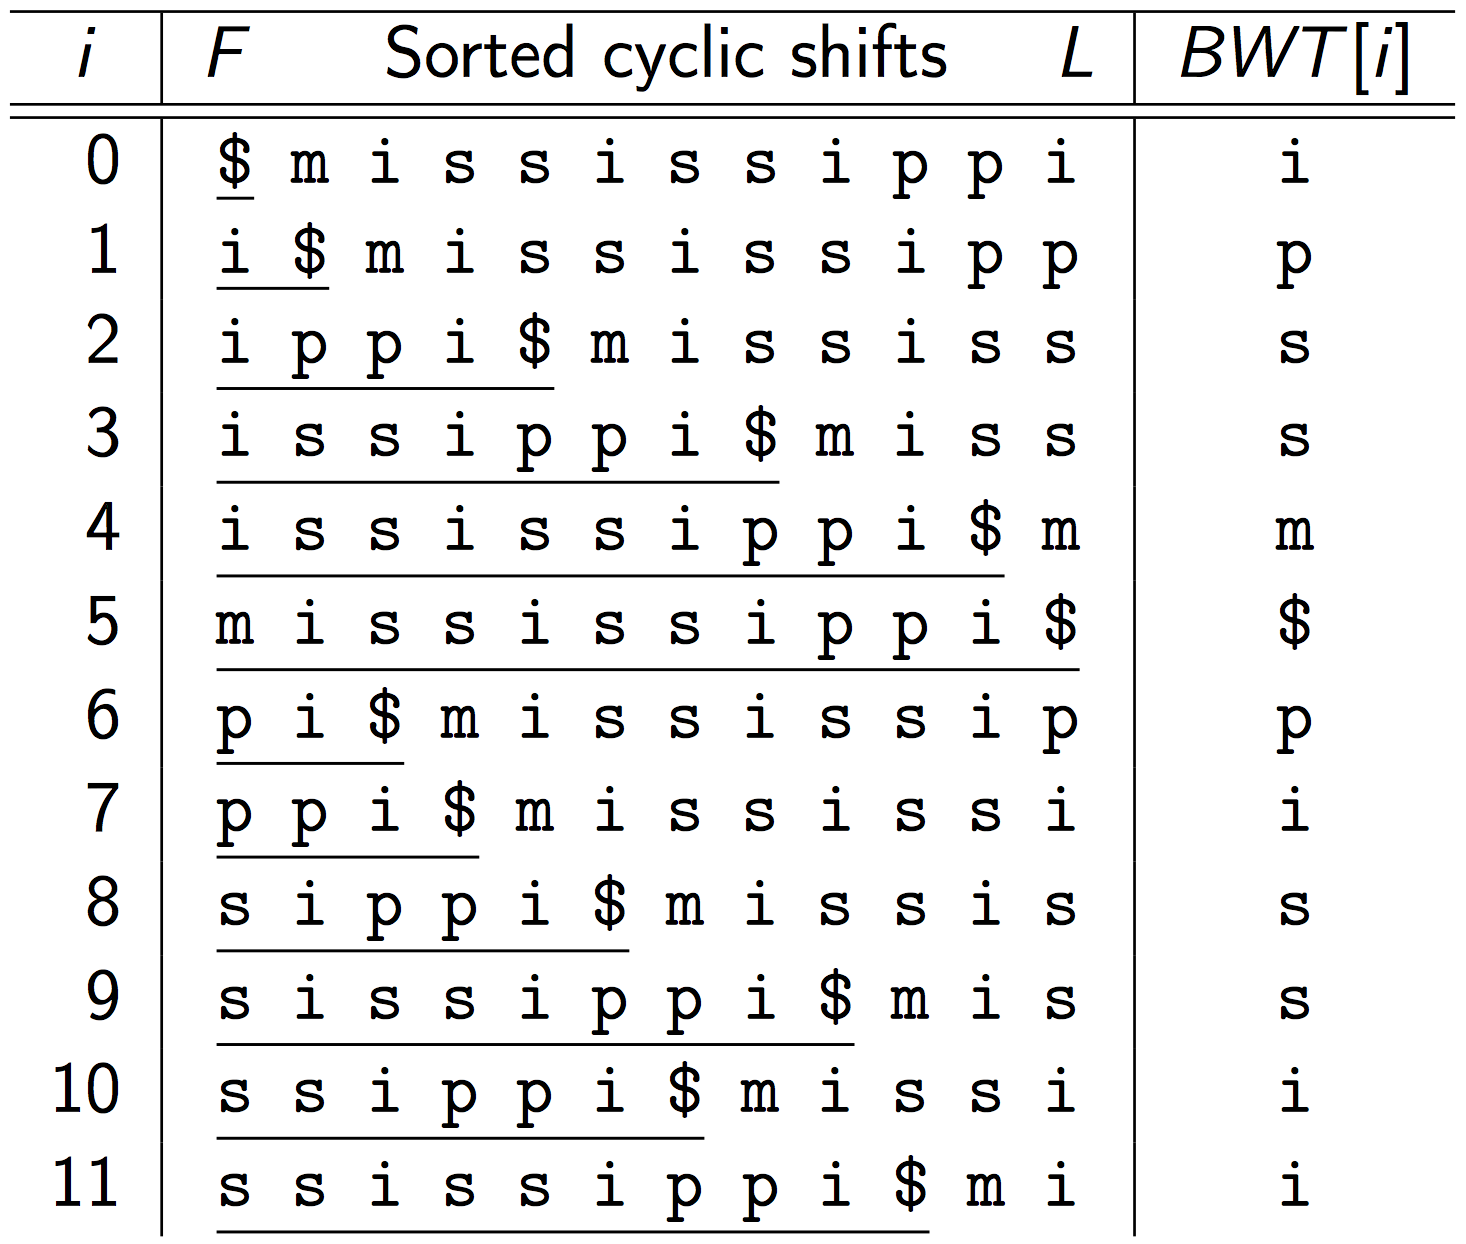 i F Sorted cyclic shifts L BWT[i]
0 $ m i s s i s s i p p i i
1 i $ m i s s i s s i p p p
2 i p p i $ m i s s i s s s
3 i s s i p p i $ m i s s s
4 i s s i s s i p p i $ m m
5 m i s s i s s i p p i $ $
6 p i $ m i s s i s s i p p
7 p p i $ m i s s i s s i i
8 s i p p i $ m i s s i s s
9 s i s s i p p i $ m i s s
10 s s i p p i $ m i s s i i
11 s s i s s i p p i $ m i i